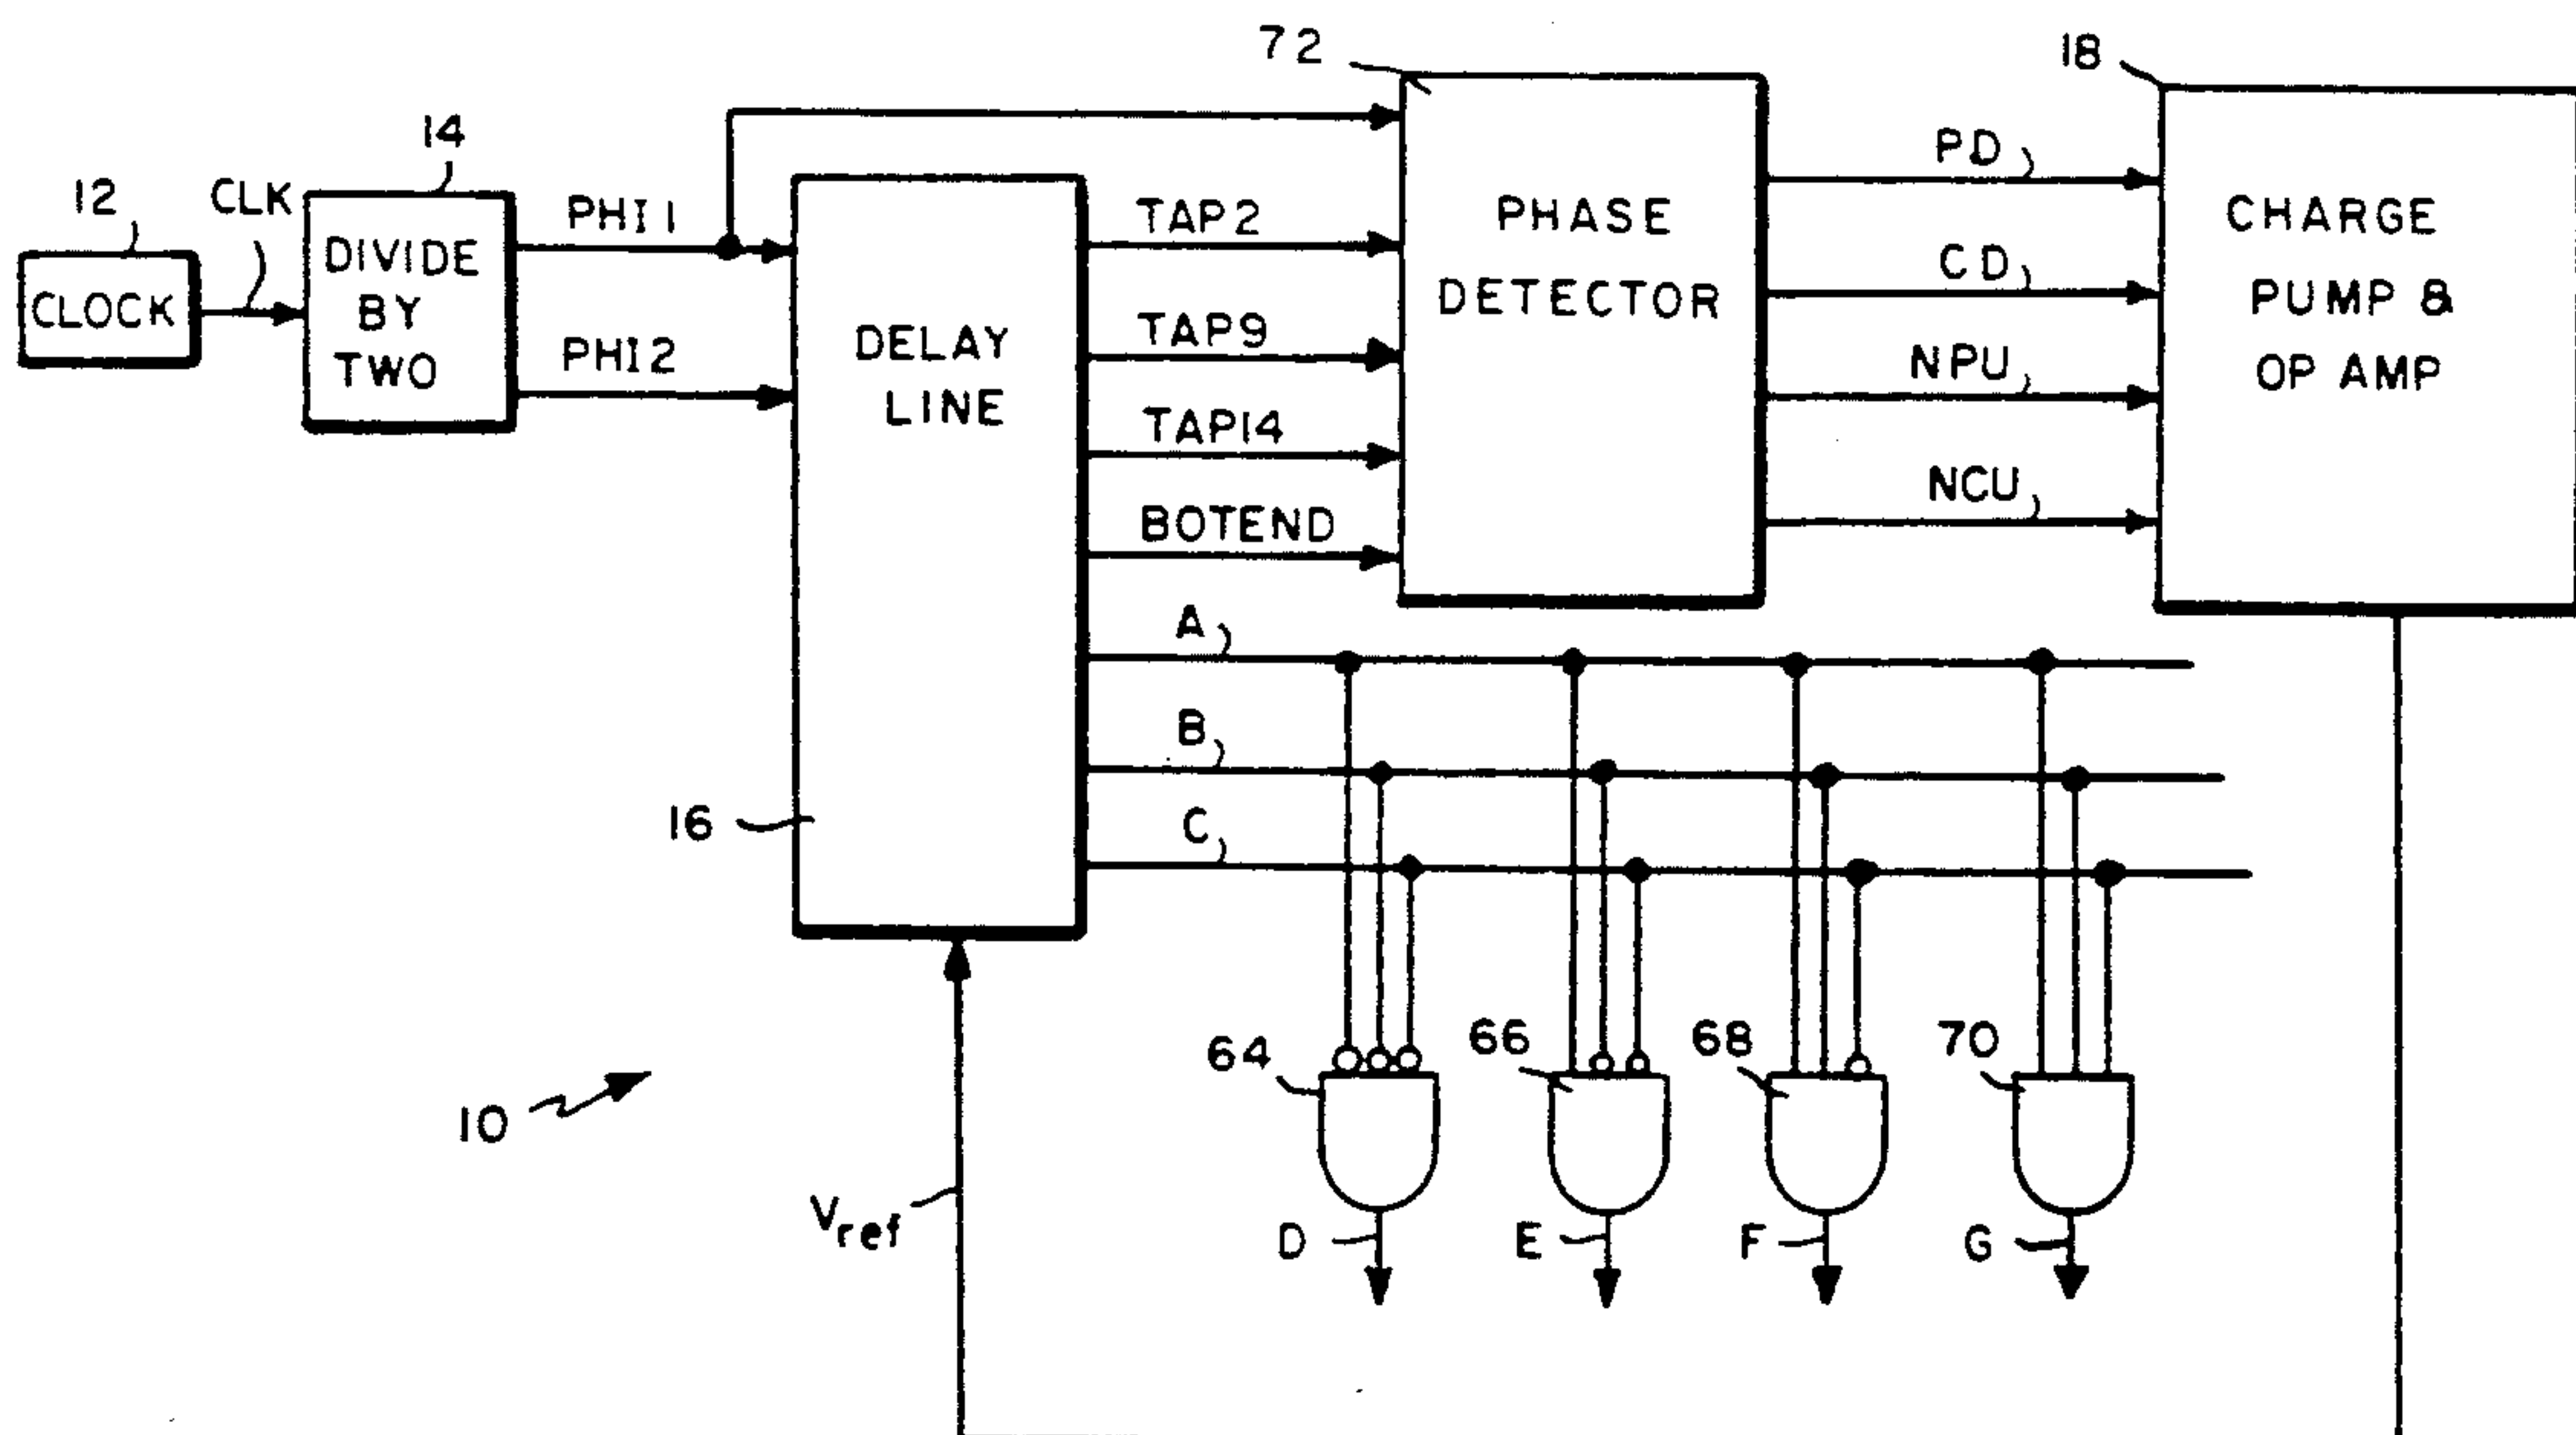 72
18
14
12
CLK
CLOCK
DIVIDE
BY
TWO
PHI1
PHI2
DELAY
LINE
16
TAP2
TAP9
TAP14
BOTEND
PHASE
DETECTOR
PD
CD
NPU
NCU
CHARGE
PUMP &
OP AMP
A
B
C
64
66
68
70
10
Vref
D
E
F
G